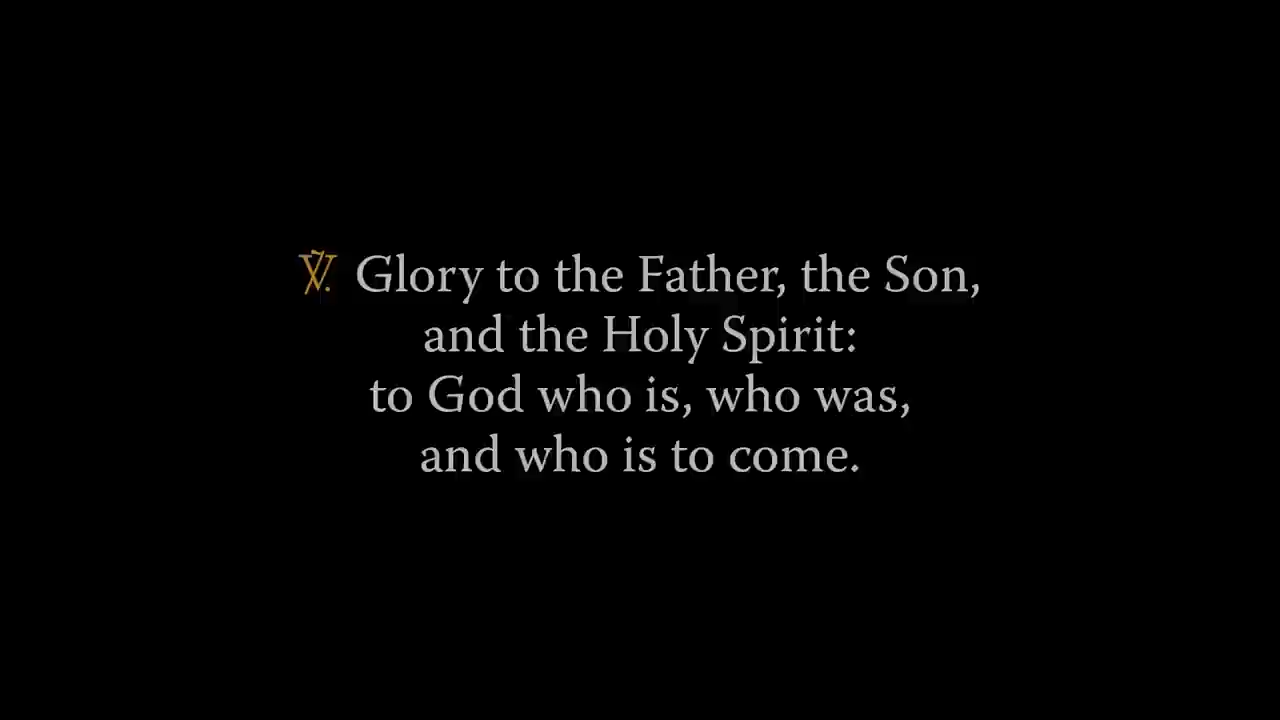 ℣. Glory to the Father, the Son,
and the Holy Spirit:
to God who is, who was,
and who is to come.